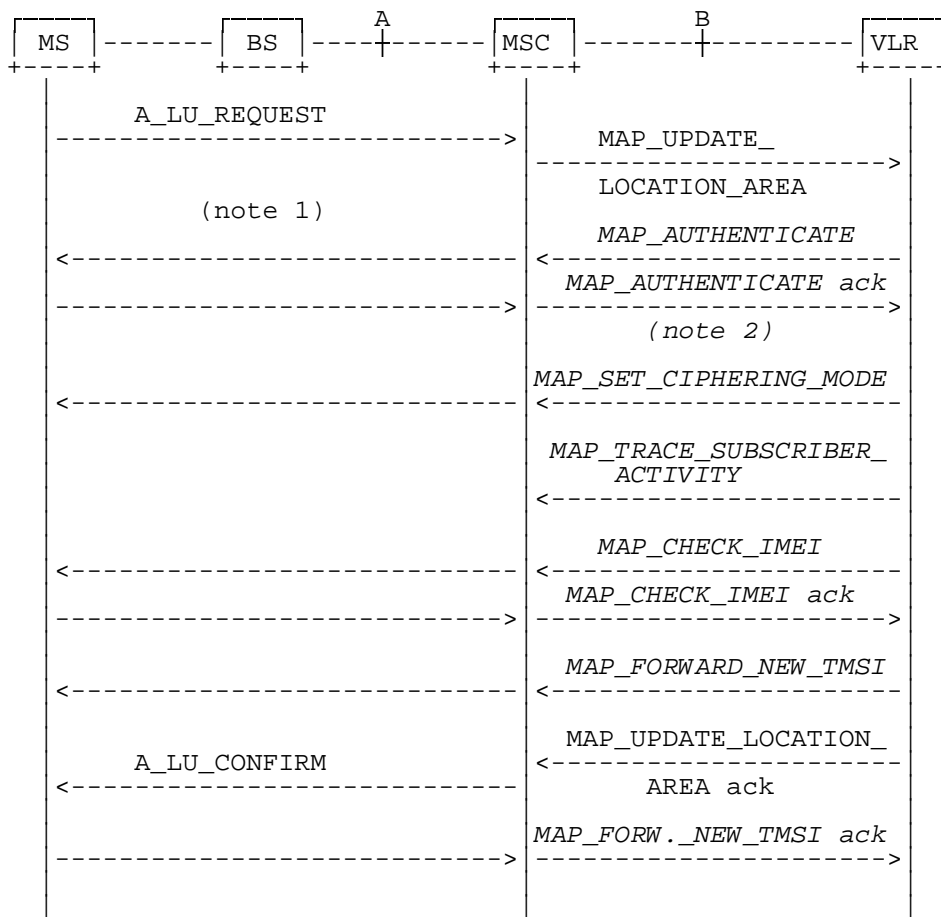 A B
MS BS MSC VLR
A_LU_REQUEST
MAP_UPDATE_
LOCATION_AREA
(note 1)
MAP_AUTHENTICATE
MAP_AUTHENTICATE ack
(note 2)
MAP_SET_CIPHERING_MODE
MAP_TRACE_SUBSCRIBER_
ACTIVITY
MAP_CHECK_IMEI
MAP_CHECK_IMEI ack
MAP_FORWARD_NEW_TMSI
MAP_UPDATE_LOCATION_
A_LU_CONFIRM
AREA ack
MAP_FORW._NEW_TMSI ack